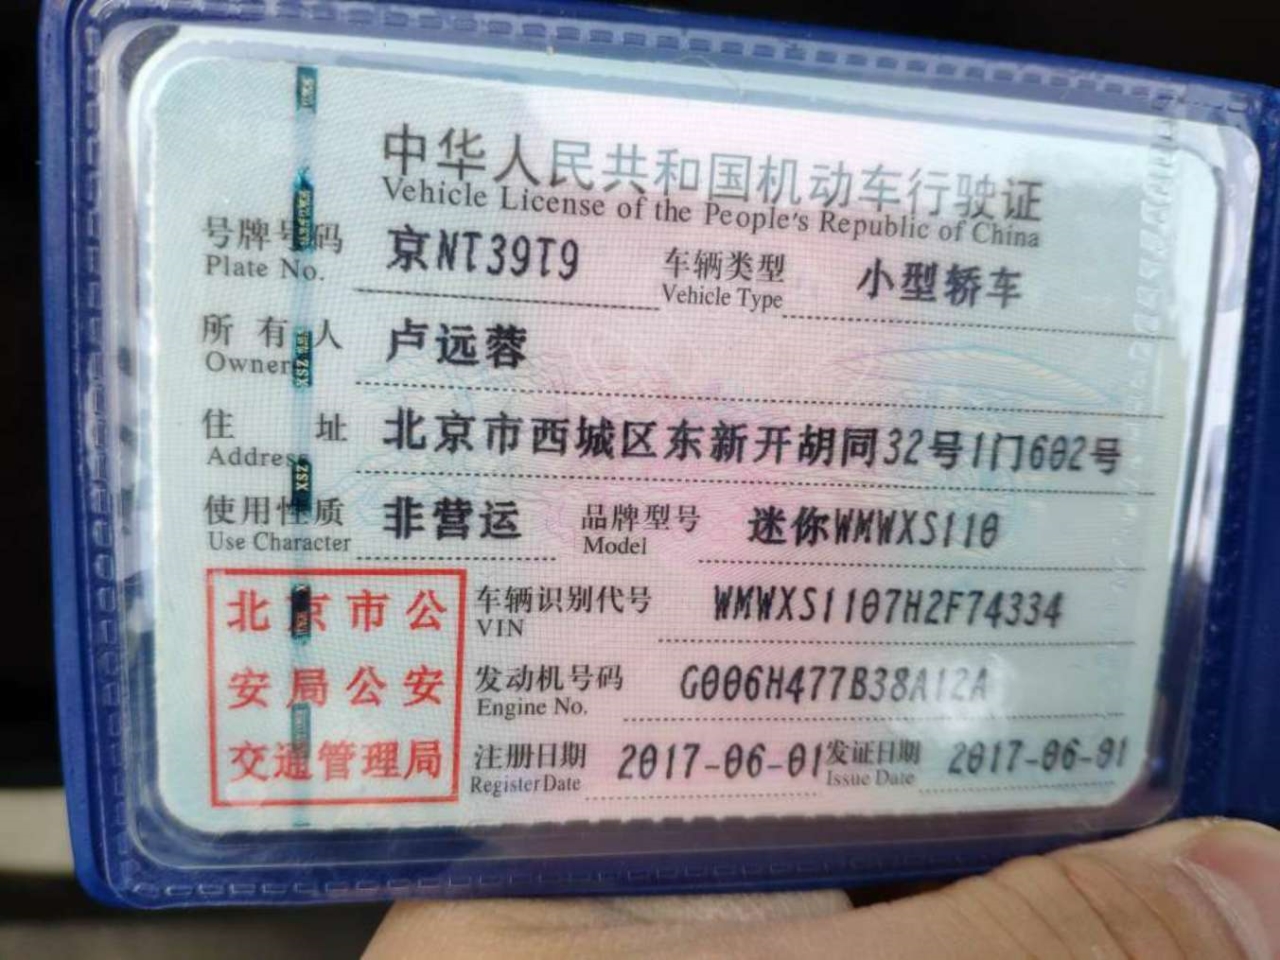 中华人民共和国机动车行驶证
Vehicle License of the People's Republic of China
号牌号码 京NT39T9 车辆类型 小型轿车
Plate No. Vehicle Type
所有人 卢远蓉
Owner
住址 北京市西城区东新开胡同32号1门602号
Address
使用性质 非营运 品牌型号 迷你WMWXS110
Use Character Model
北京市公
安局公安
交通管理局
车辆识别代号 WMWXS1107H2F74334
VIN
发动机号码 G006H477B38A12A
Engine No.
注册日期 2017-06-01 发证日期 2017-06-01
Register Date Issue Date
XSZ
XSZ